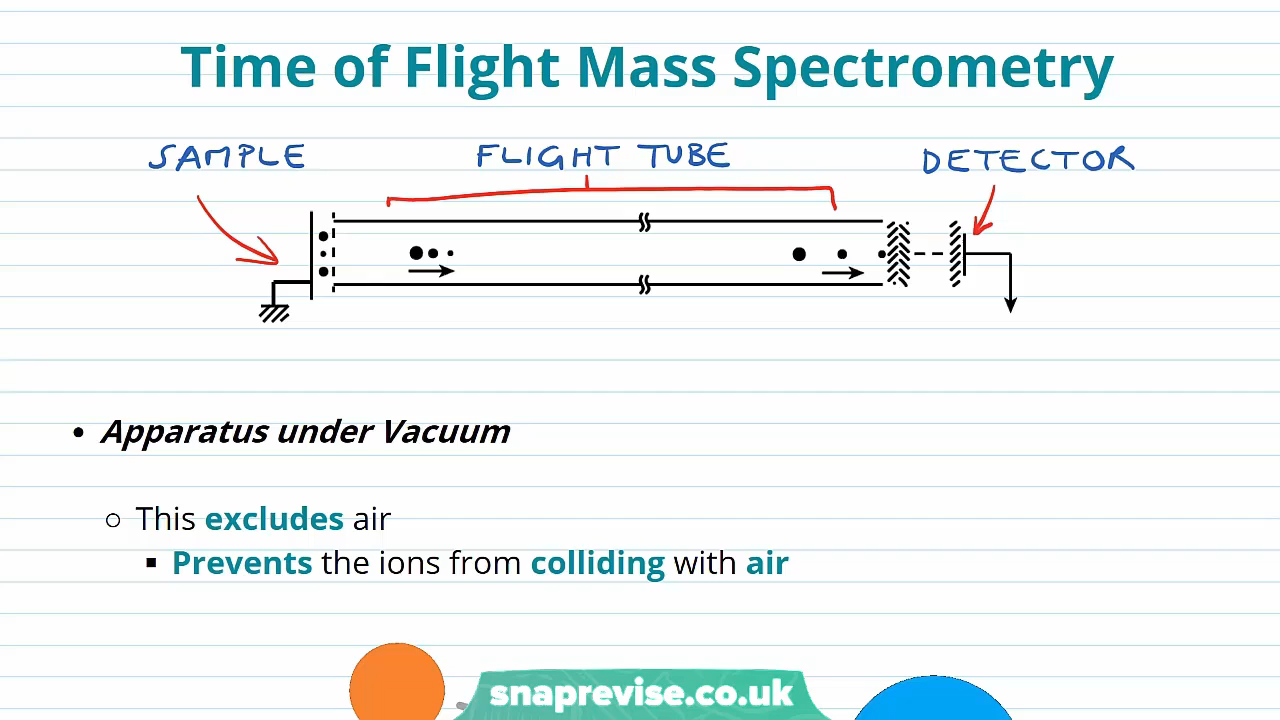 Time of Flight Mass Spectrometry
SAMPLE FLIGHT TUBE DETECTOR
• Apparatus under Vacuum
○ This excludes air
▪ Prevents the ions from colliding with air
snaprevise.co.uk